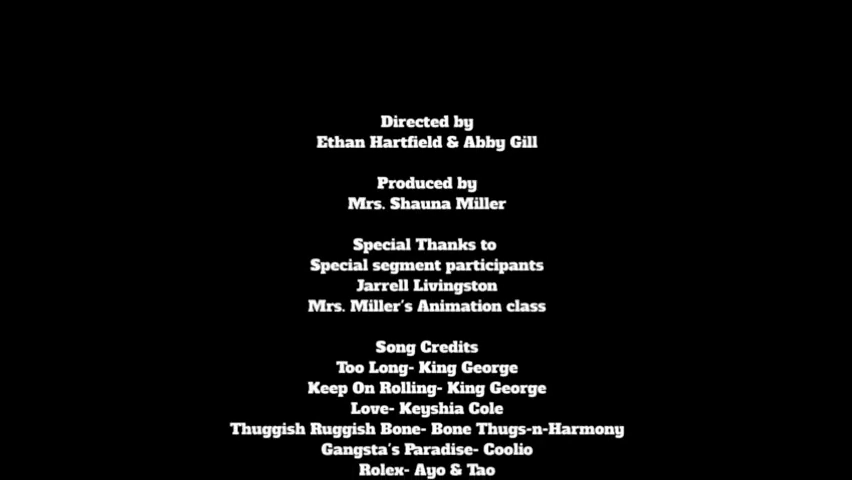 Directed by
Ethan Hartfield & Abby Gill
Produced by
Mrs. Shauna Miller
Special Thanks to
Special segment participants
Jarrell Livingston
Mrs. Miller's Animation class
Song Credits
Too Long- King George
Keep On Rolling- King George
Love- Keyshia Cole
Thuggish Ruggish Bone- Bone Thugs-n-Harmony
Gangsta's Paradise- Coolio
Rolex- Ayo & Tao